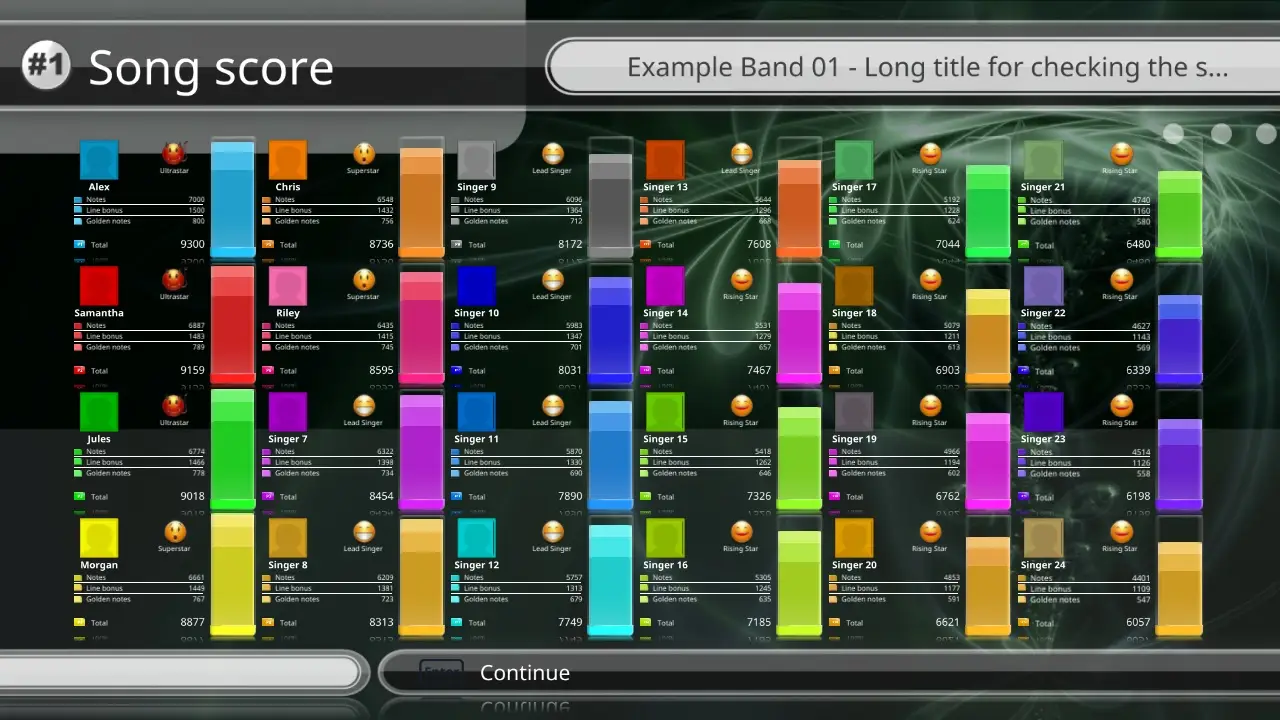 #1 Song score
Example Band 01 - Long title for checking the s...
Ultrastar
Alex
Notes 7000
Line bonus 1500
Golden notes 800
Total 9300
Superstar
Chris
Notes 6548
Line bonus 1432
Golden notes 756
Total 8736
Lead Singer
Singer 9
Notes 6096
Line bonus 1364
Golden notes 712
Total 8172
Lead Singer
Singer 13
Notes 5644
Line bonus 1296
Golden notes 668
Total 7608
Rising Star
Singer 17
Notes 5192
Line bonus 1228
Golden notes 624
Total 7044
Rising Star
Singer 21
Notes 4740
Line bonus 1160
Golden notes 580
Total 6480
Ultrastar
Samantha
Notes 6887
Line bonus 1483
Golden notes 789
Total 9159
Superstar
Riley
Notes 6435
Line bonus 1415
Golden notes 745
Total 8595
Lead Singer
Singer 10
Notes 5983
Line bonus 1347
Golden notes 701
Total 8031
Rising Star
Singer 14
Notes 5531
Line bonus 1279
Golden notes 657
Total 7467
Rising Star
Singer 18
Notes 5079
Line bonus 1211
Golden notes 613
Total 6903
Rising Star
Singer 22
Notes 4627
Line bonus 1143
Golden notes 569
Total 6339
Ultrastar
Jules
Notes 6774
Line bonus 1466
Golden notes 778
Total 9018
Lead Singer
Singer 7
Notes 6322
Line bonus 1398
Golden notes 734
Total 8454
Lead Singer
Singer 11
Notes 5870
Line bonus 1330
Golden notes 690
Total 7890
Rising Star
Singer 15
Notes 5418
Line bonus 1262
Golden notes 646
Total 7326
Rising Star
Singer 19
Notes 4966
Line bonus 1194
Golden notes 602
Total 6762
Rising Star
Singer 23
Notes 4514
Line bonus 1126
Golden notes 558
Total 6198
Superstar
Morgan
Notes 6661
Line bonus 1449
Golden notes 767
Total 8877
Lead Singer
Singer 8
Notes 6209
Line bonus 1381
Golden notes 723
Total 8313
Lead Singer
Singer 12
Notes 5757
Line bonus 1313
Golden notes 679
Total 7749
Rising Star
Singer 16
Notes 5305
Line bonus 1245
Golden notes 635
Total 7185
Rising Star
Singer 20
Notes 4853
Line bonus 1177
Golden notes 591
Total 6621
Rising Star
Singer 24
Notes 4401
Line bonus 1109
Golden notes 547
Total 6057
Enter Continue